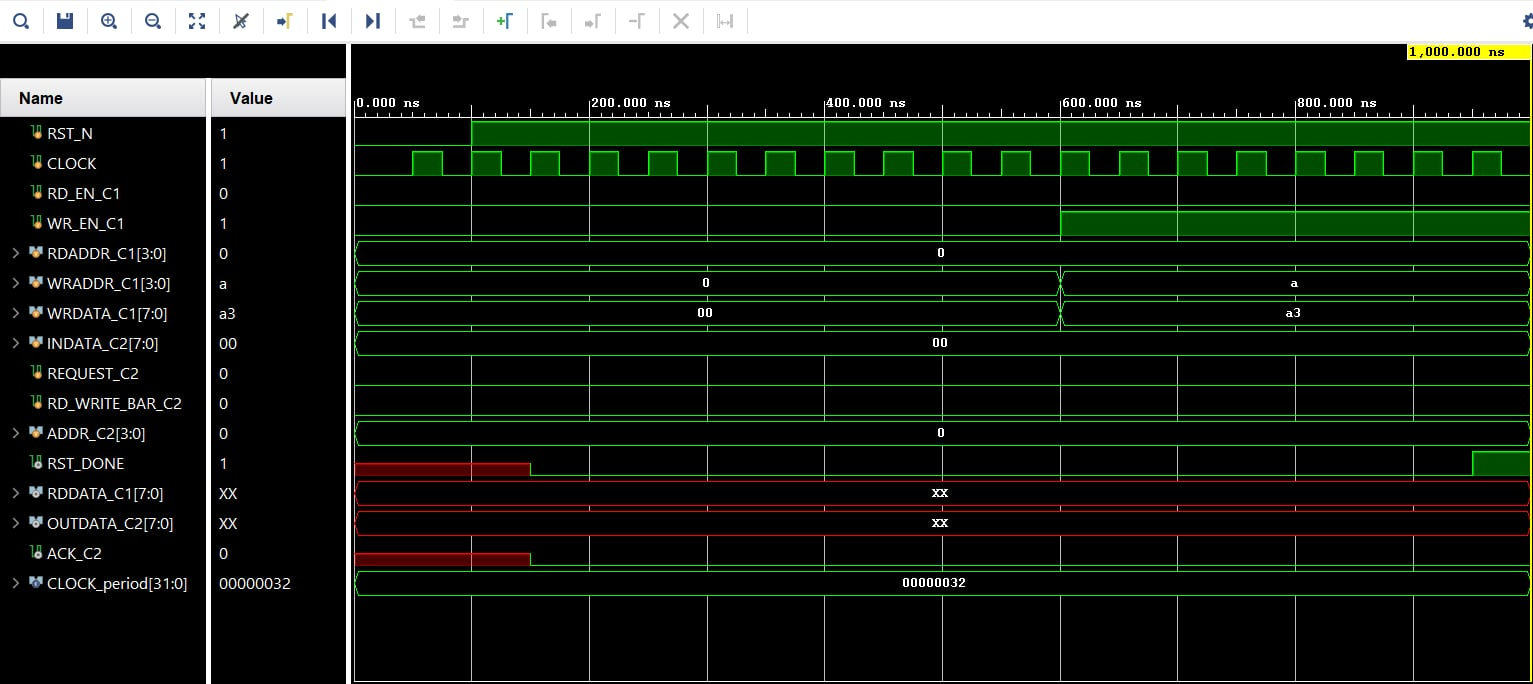 1,000.000 ns
Name Value 0.000 ns 200.000 ns 400.000 ns 600.000 ns 800.000 ns
RST_N 1
CLOCK 1
RD_EN_C1 0
WR_EN_C1 1
RDADDR_C1[3:0] 0 0
WRADDR_C1[3:0] a 0 a
WRDATA_C1[7:0] a3 00 a3
INDATA_C2[7:0] 00 00
REQUEST_C2 0
RD_WRITE_BAR_C2 0
ADDR_C2[3:0] 0 0
RST_DONE 1
RDDATA_C1[7:0] XX XX
OUTDATA_C2[7:0] XX XX
ACK_C2 0
CLOCK_period[31:0] 00000032 00000032